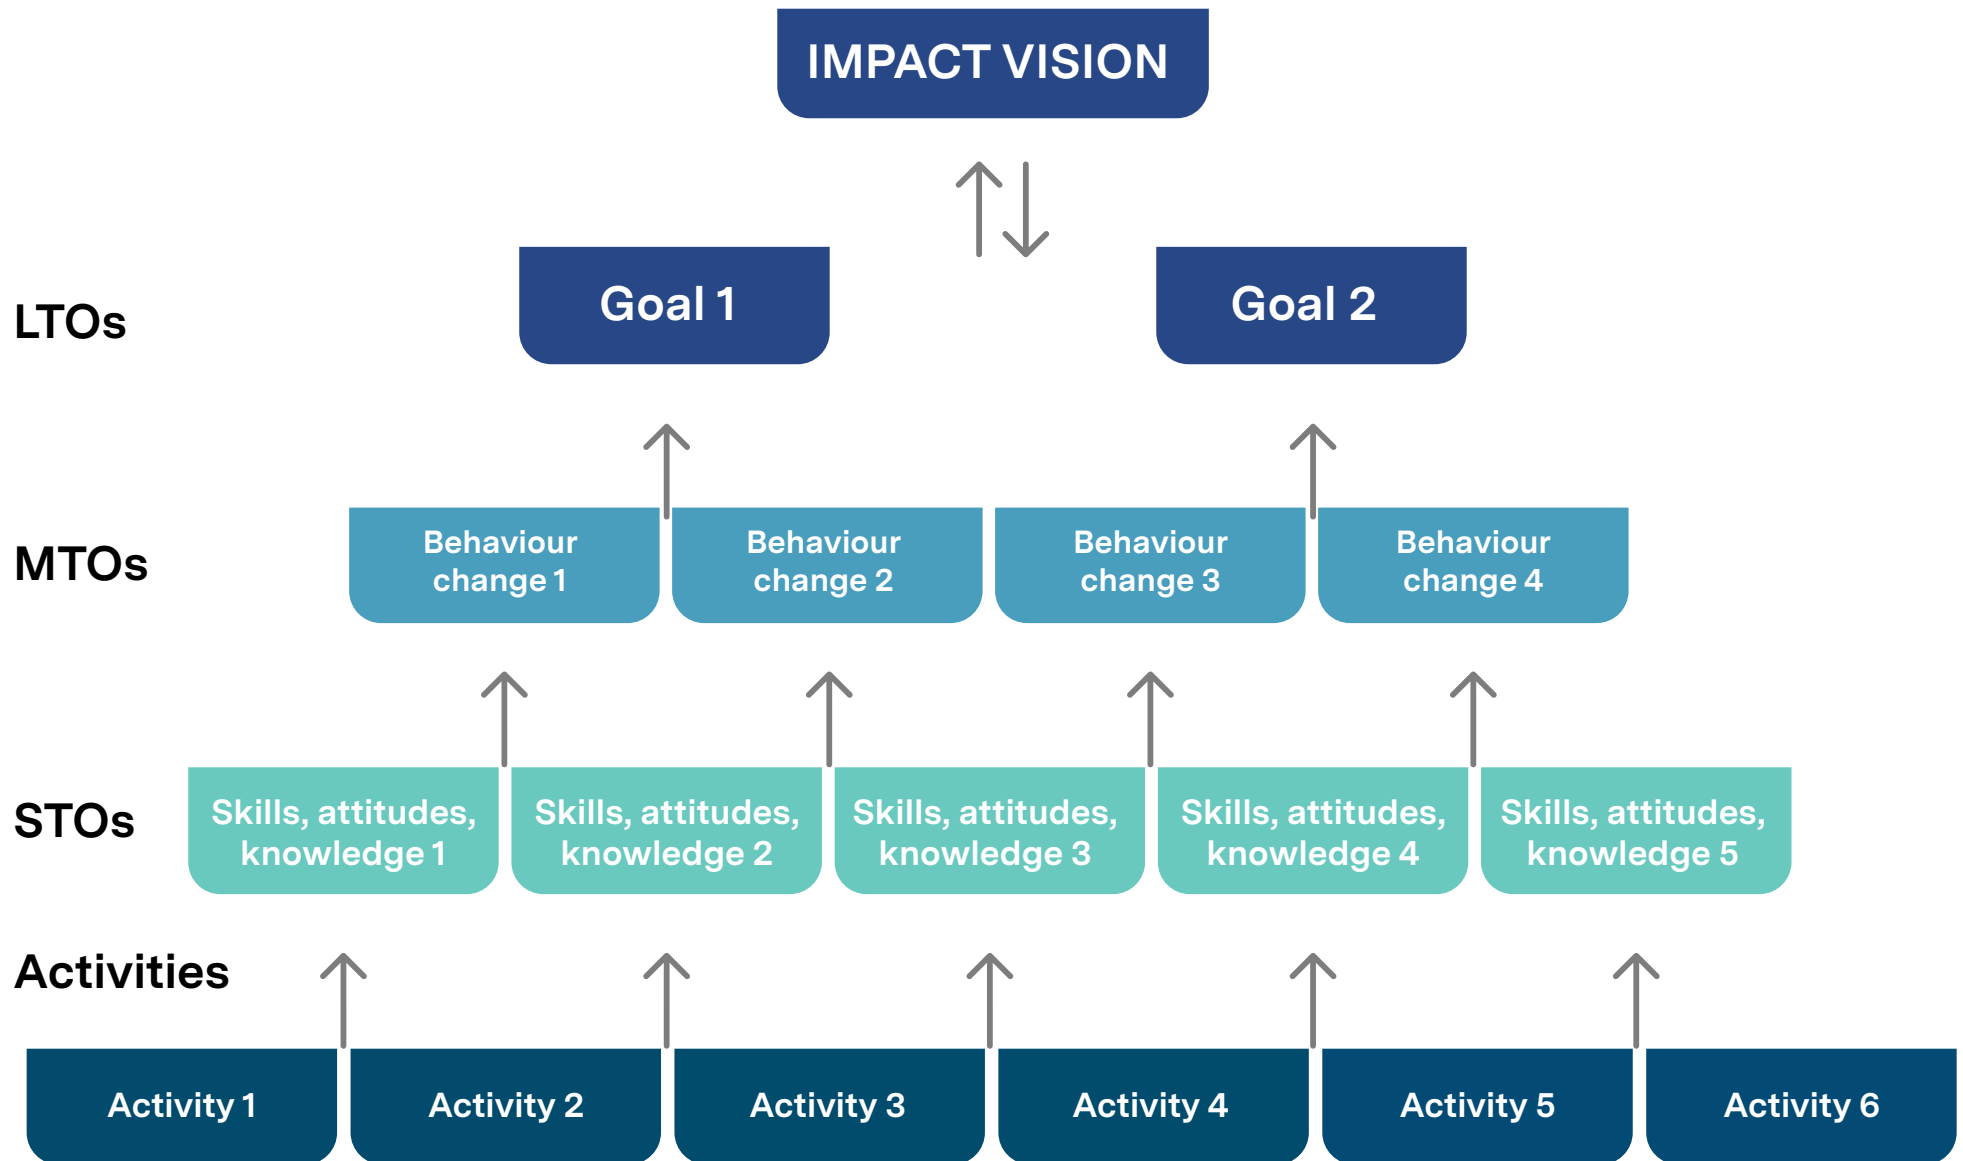 IMPACT VISION
LTOs
Goal 1
Goal 2
MTOs
Behaviour
change 1
Behaviour
change 2
Behaviour
change 3
Behaviour
change 4
STOs
Skills, attitudes,
knowledge 1
Skills, attitudes,
knowledge 2
Skills, attitudes,
knowledge 3
Skills, attitudes,
knowledge 4
Skills, attitudes,
knowledge 5
Activities
Activity 1
Activity 2
Activity 3
Activity 4
Activity 5
Activity 6